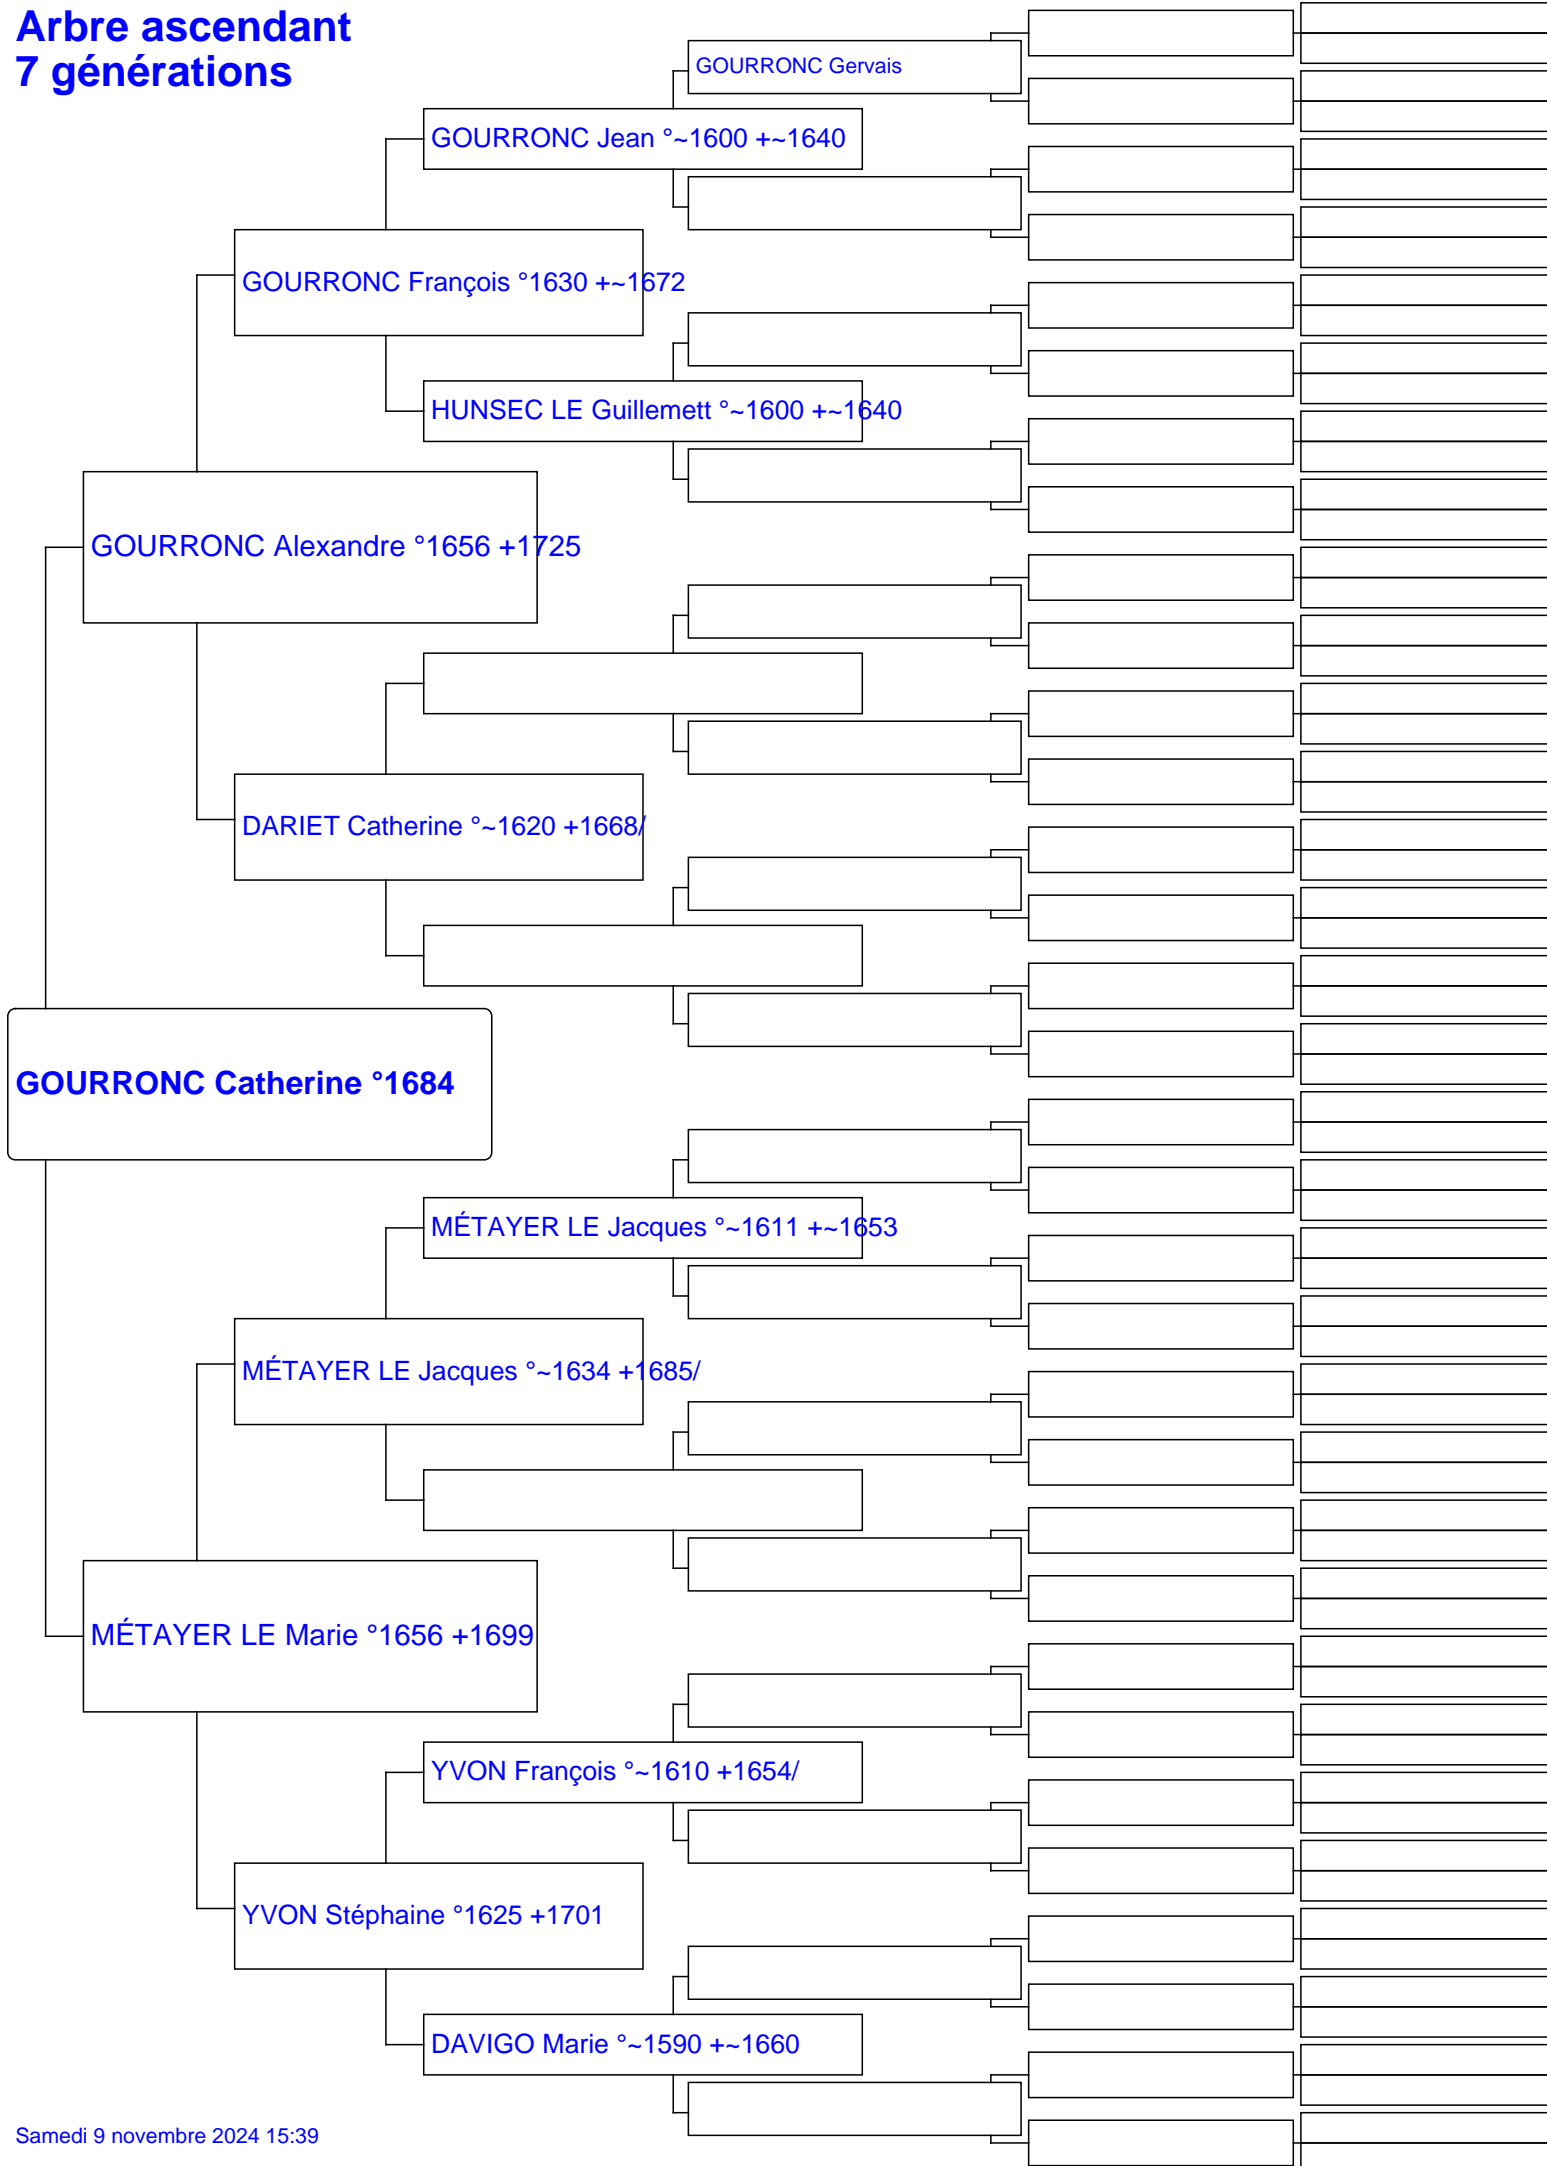 Arbre ascendant
7 générations
GOURRONC Gervais
GOURRONC Jean °~1600 +~1640
GOURRONC François °1630 +~1672
HUNSEC LE Guillemett °~1600 +~1640
GOURRONC Alexandre °1656 +1725
DARIET Catherine °~1620 +1668/
GOURRONC Catherine °1684
MÉTAYER LE Jacques °~1611 +~1653
MÉTAYER LE Jacques °~1634 +1685/
MÉTAYER LE Marie °1656 +1699
YVON François °~1610 +1654/
YVON Stéphaine °1625 +1701
DAVIGO Marie °~1590 +~1660
Samedi 9 novembre 2024 15:39